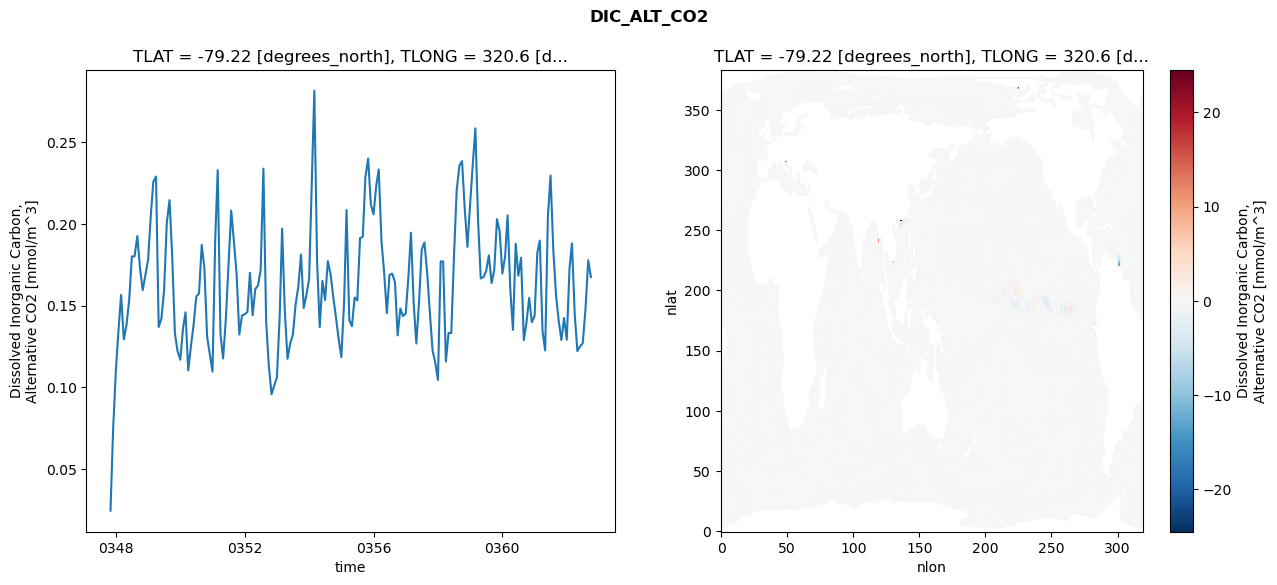 DIC_ALT_CO2
TLAT = -79.22 [degrees_north], TLONG = 320.6 [d...
Dissolved Inorganic Carbon,
Alternative CO2 [mmol/m^3]
0.25
0.20
0.15
0.10
0.05
0348
0352
0356
0360
time
TLAT = -79.22 [degrees_north], TLONG = 320.6 [d...
nlat
350
300
250
200
150
100
50
0
0
50
100
150
200
250
300
nlon
20
10
0
−10
−20
Dissolved Inorganic Carbon,
Alternative CO2 [mmol/m^3]